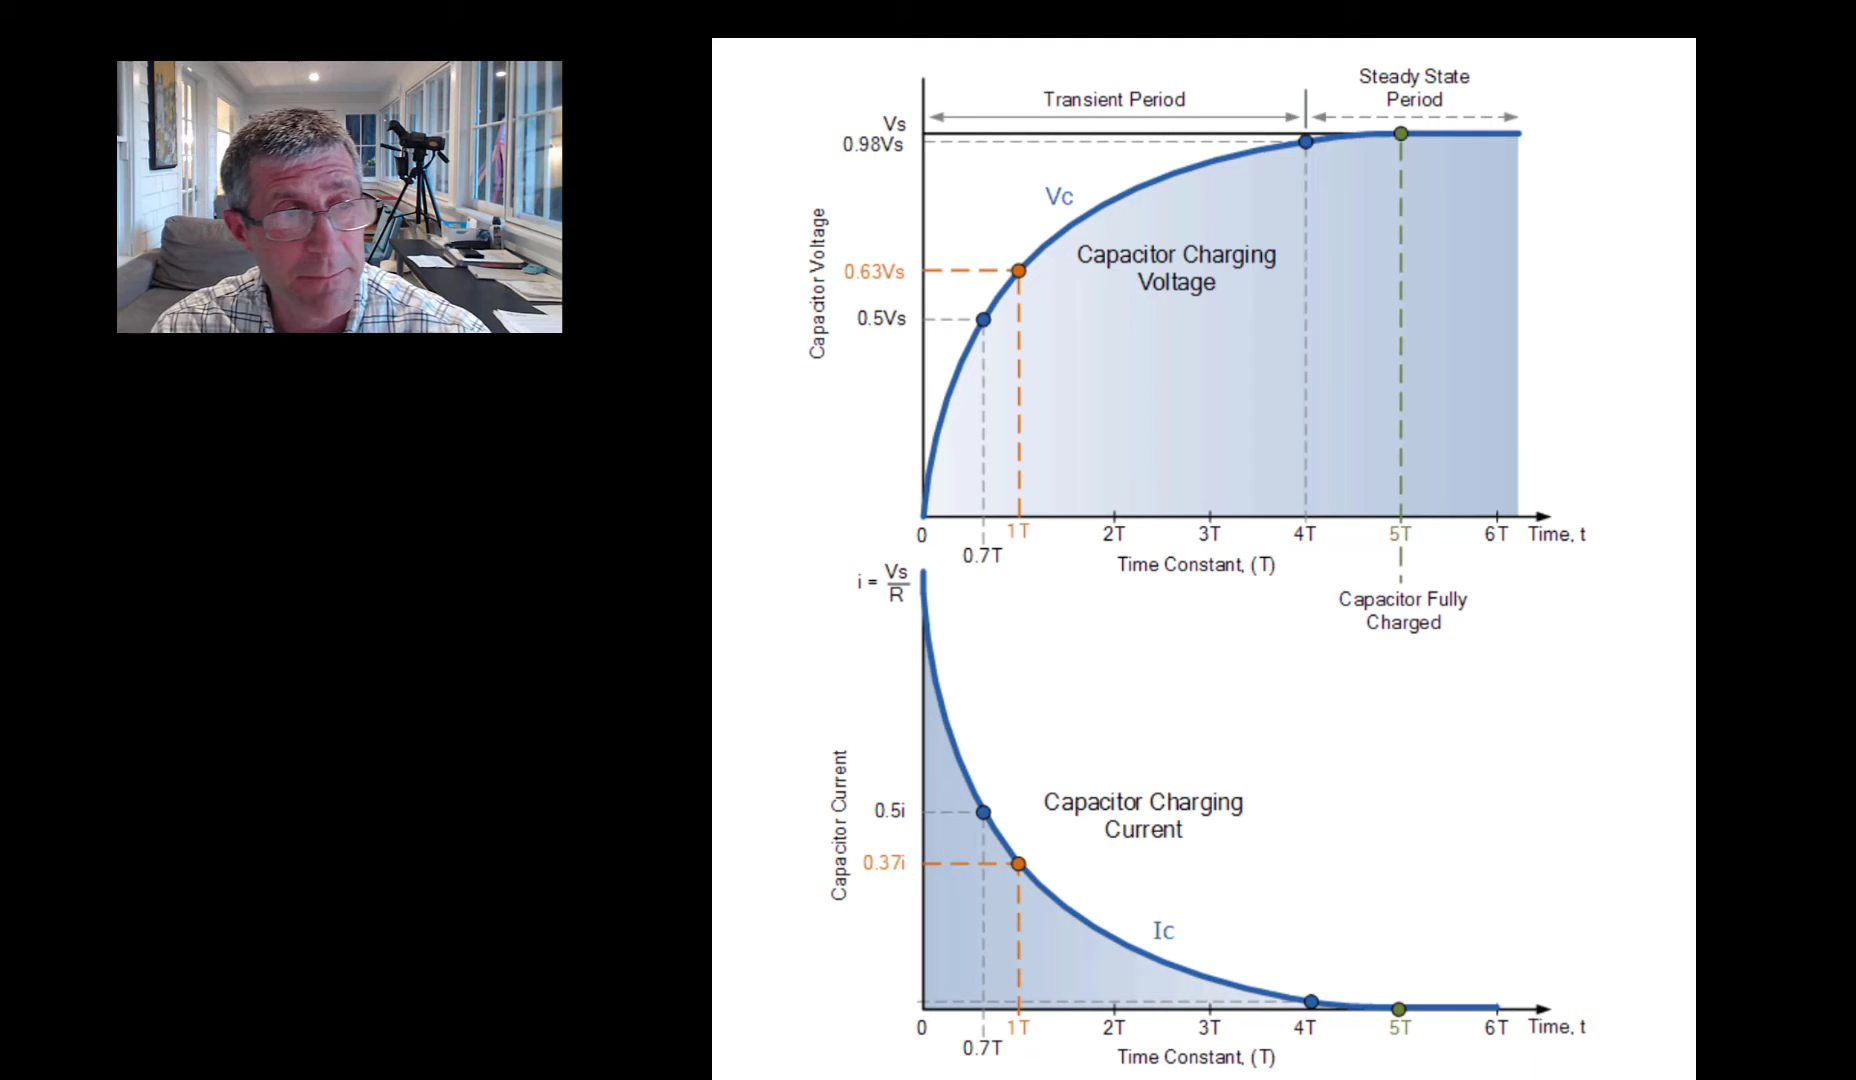 Steady State
Period
Transient Period
Vs
0.98Vs
Vc
Capacitor Charging
Voltage
Capacitor Voltage
0.63Vs
0.5Vs
0
0.7T
1T
2T
3T
4T
5T
6T
Time, t
Time Constant, (T)
Capacitor Fully
Charged
i = Vs
R
Capacitor Charging
Current
Capacitor Current
0.5i
0.37i
Ic
0
0.7T
1T
2T
3T
4T
5T
6T
Time, t
Time Constant, (T)